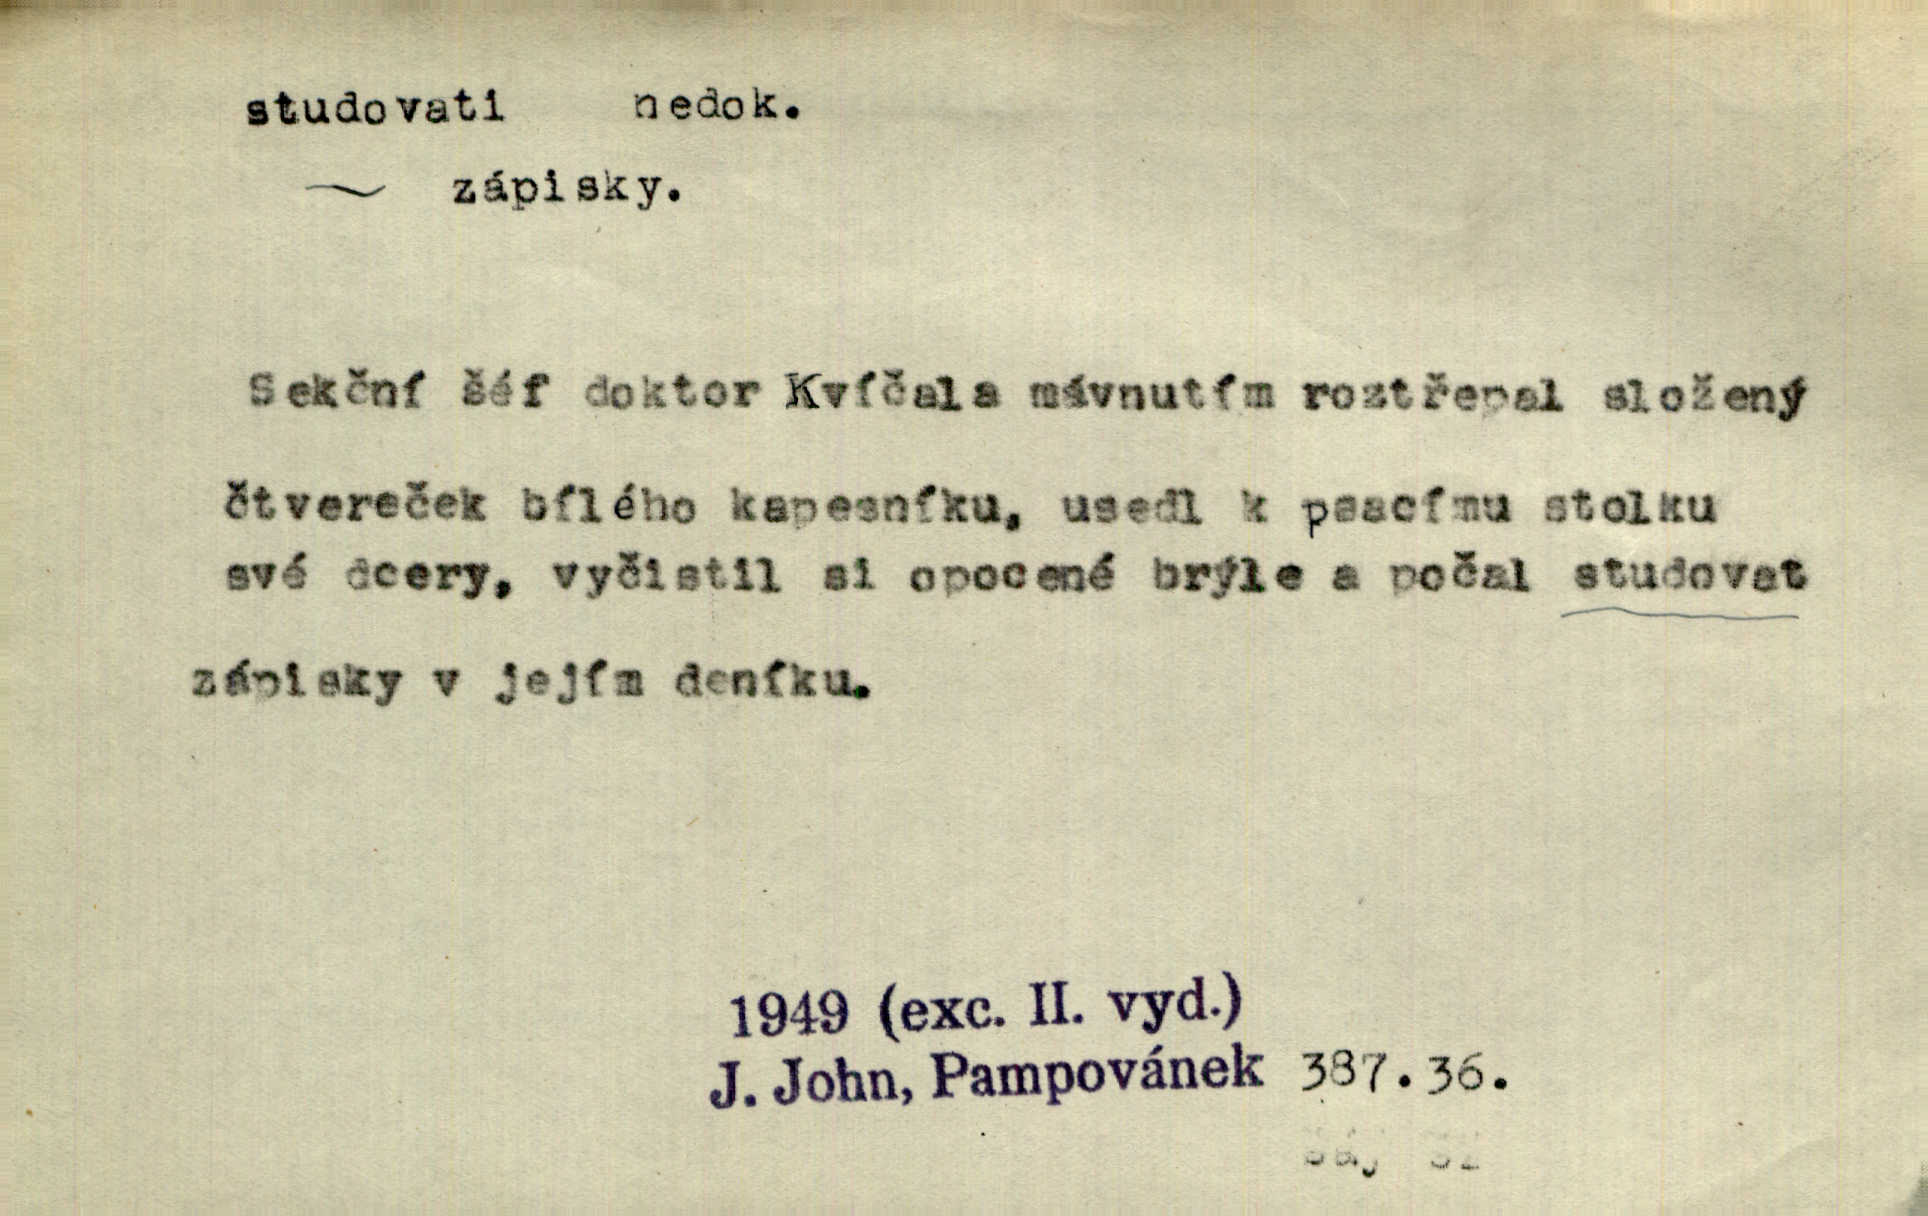 studovati nedok.
~ zápisky.
Sekční šéf doktor Kvíčala mávnutím roztřepal složený
čtvereček bílého kapesníku, usedl k psacímu stolku
své dcery, vyčistil si opocené brýle a počal studovat
zápisky v jejím deníku.
1949 (exc. II. vyd.)
J. John, Pampovánek 387.36.